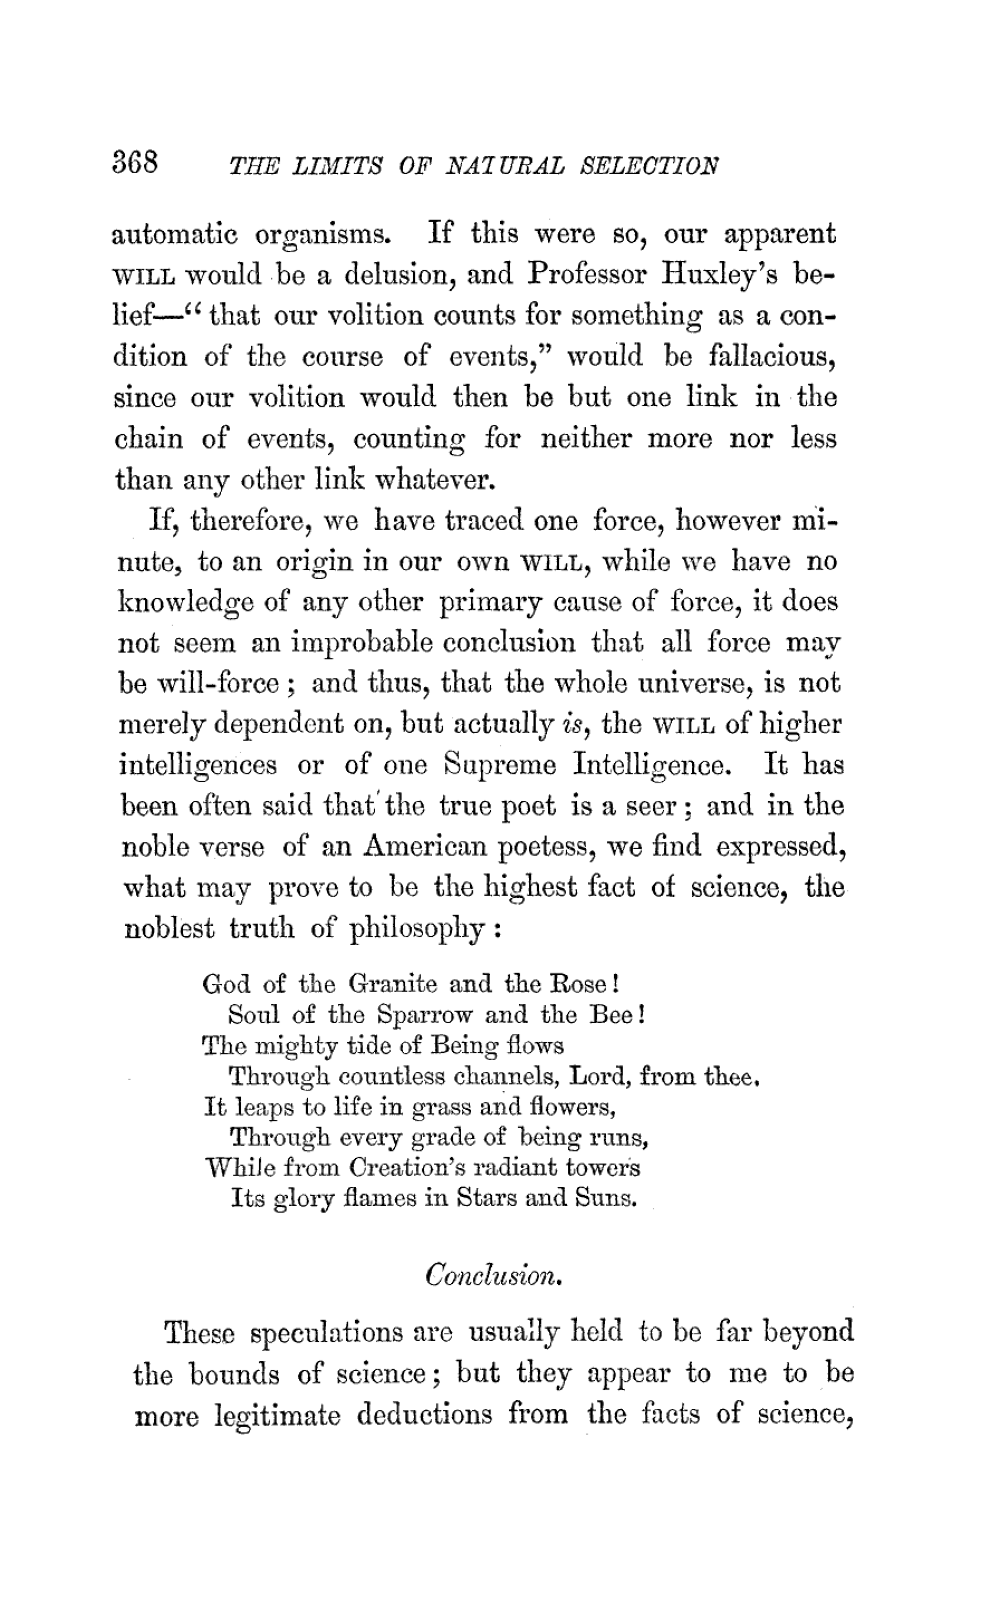 368 THE LIMITS OF NATURAL SELECTION
automatic organisms. If this were so, our apparent
WILL would be a delusion, and Professor Huxley's be-
lief—“that our volition counts for something as a con-
dition of the course of events,” would be fallacious,
since our volition would then be but one link in the
chain of events, counting for neither more nor less
than any other link whatever.
If, therefore, we have traced one force, however mi-
nute, to an origin in our own WILL, while we have no
knowledge of any other primary cause of force, it does
not seem an improbable conclusion that all force may
be will-force; and thus, that the whole universe, is not
merely dependent on, but actually is, the WILL of higher
intelligences or of one Supreme Intelligence. It has
been often said that the true poet is a seer; and in the
noble verse of an American poetess, we find expressed,
what may prove to be the highest fact of science, the
noblest truth of philosophy:
God of the Granite and the Rose!
Soul of the Sparrow and the Bee!
The mighty tide of Being flows
Through countless channels, Lord, from thee.
It leaps to life in grass and flowers,
Through every grade of being runs,
While from Creation's radiant towers
Its glory flames in Stars and Suns.
Conclusion.
These speculations are usually held to be far beyond
the bounds of science; but they appear to me to be
more legitimate deductions from the facts of science,